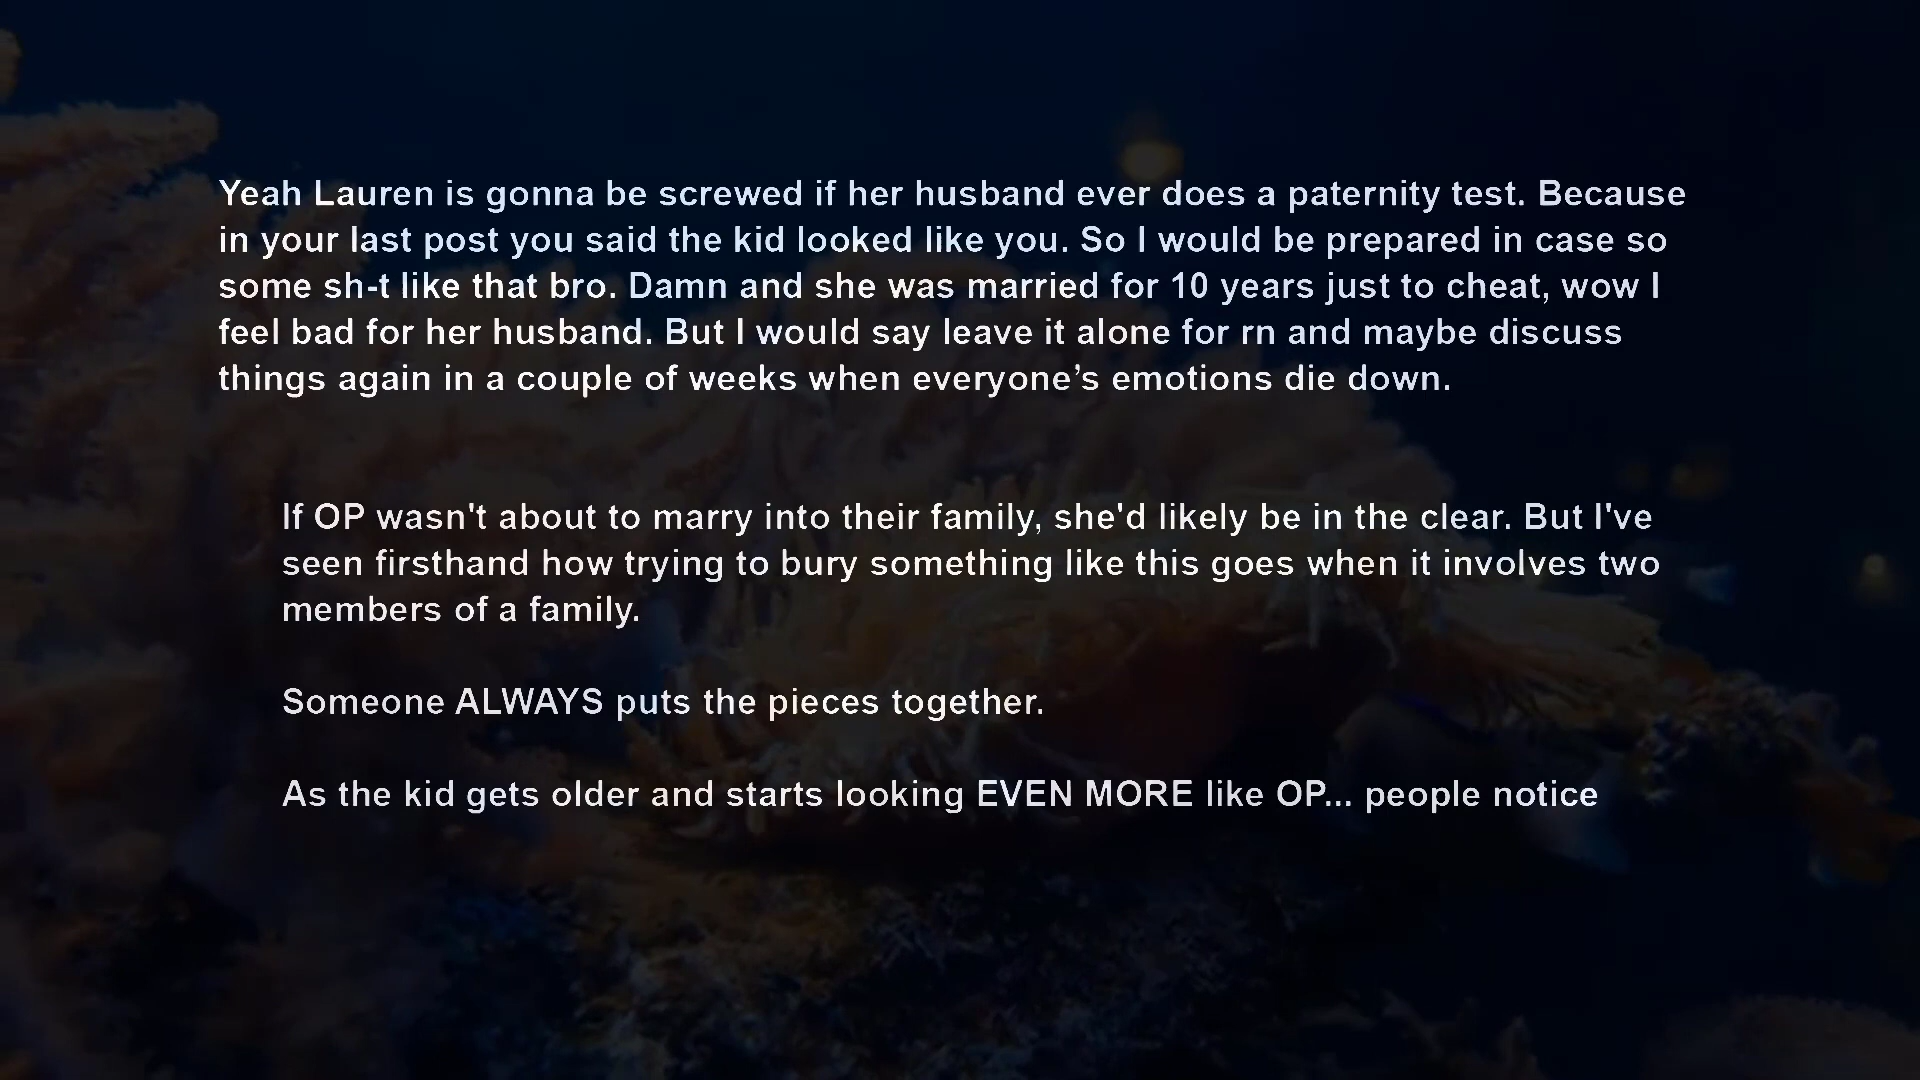 Yeah Lauren is gonna be screwed if her husband ever does a paternity test. Because
in your last post you said the kid looked like you. So I would be prepared in case so
some sh-t like that bro. Damn and she was married for 10 years just to cheat, wow I
feel bad for her husband. But I would say leave it alone for rn and maybe discuss
things again in a couple of weeks when everyone’s emotions die down.
If OP wasn't about to marry into their family, she'd likely be in the clear. But I've
seen firsthand how trying to bury something like this goes when it involves two
members of a family.
Someone ALWAYS puts the pieces together.
As the kid gets older and starts looking EVEN MORE like OP... people notice